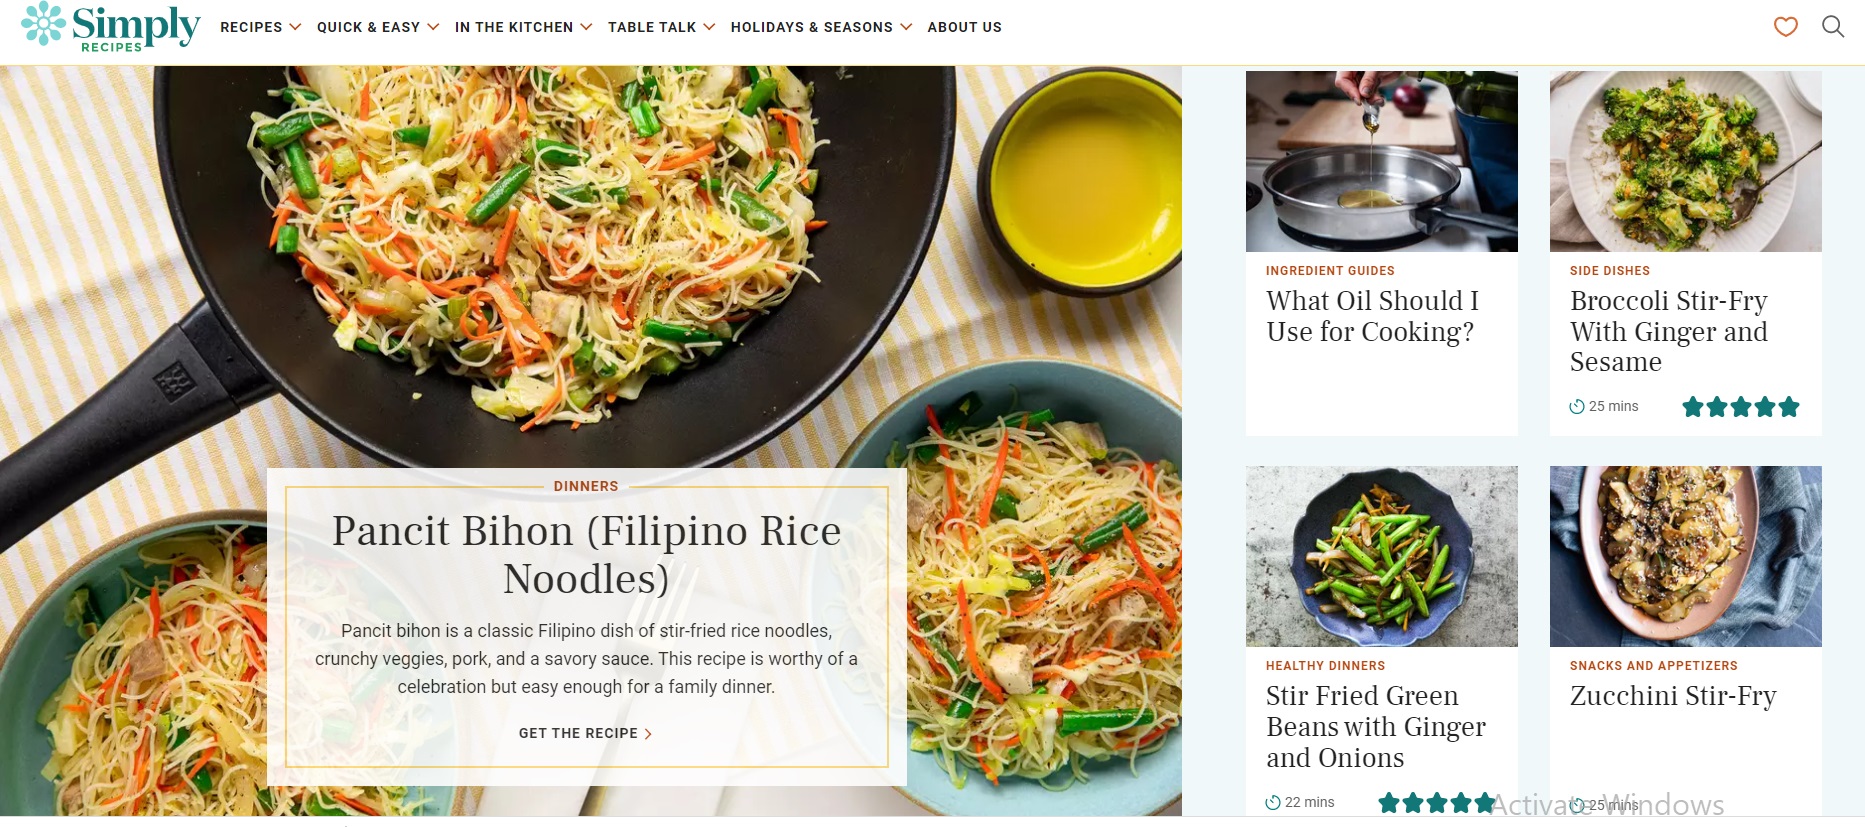 Simply
RECIPES
RECIPES
QUICK & EASY
IN THE KITCHEN
TABLE TALK
HOLIDAYS & SEASONS
ABOUT US
DINNERS
Pancit Bihon (Filipino Rice
Noodles)
Pancit bihon is a classic Filipino dish of stir-fried rice noodles,
crunchy veggies, pork, and a savory sauce. This recipe is worthy of a
celebration but easy enough for a family dinner.
GET THE RECIPE
INGREDIENT GUIDES
What Oil Should I
Use for Cooking?
SIDE DISHES
Broccoli Stir-Fry
With Ginger and
Sesame
25 mins
HEALTHY DINNERS
Stir Fried Green
Beans with Ginger
and Onions
22 mins
SNACKS AND APPETIZERS
Zucchini Stir-Fry
25 mins
Activate Windows